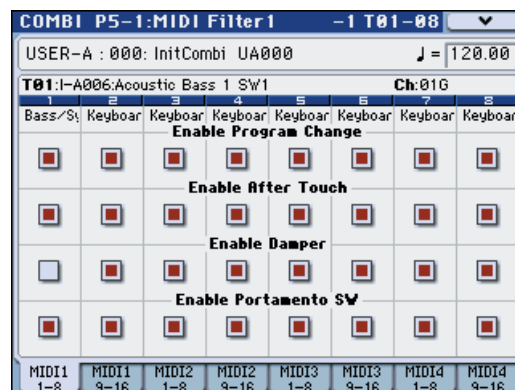 COMBI P5-1:MIDI Filter1 -1 T01-08
USER-A : 000: InitCombi UA000 ♩= 120.00
T01:I-A006:Acoustic Bass 1 SW1 Ch:01G
1 2 3 4 5 6 7 8
Bass/Sy Keyboar Keyboar Keyboar Keyboar Keyboar Keyboar Keyboar
Enable Program Change
Enable After Touch
Enable Damper
Enable Portamento SW
MIDI1 1-8 MIDI1 9-16 MIDI2 1-8 MIDI2 9-16 MIDI3 1-8 MIDI3 9-16 MIDI4 1-8 MIDI4 9-16